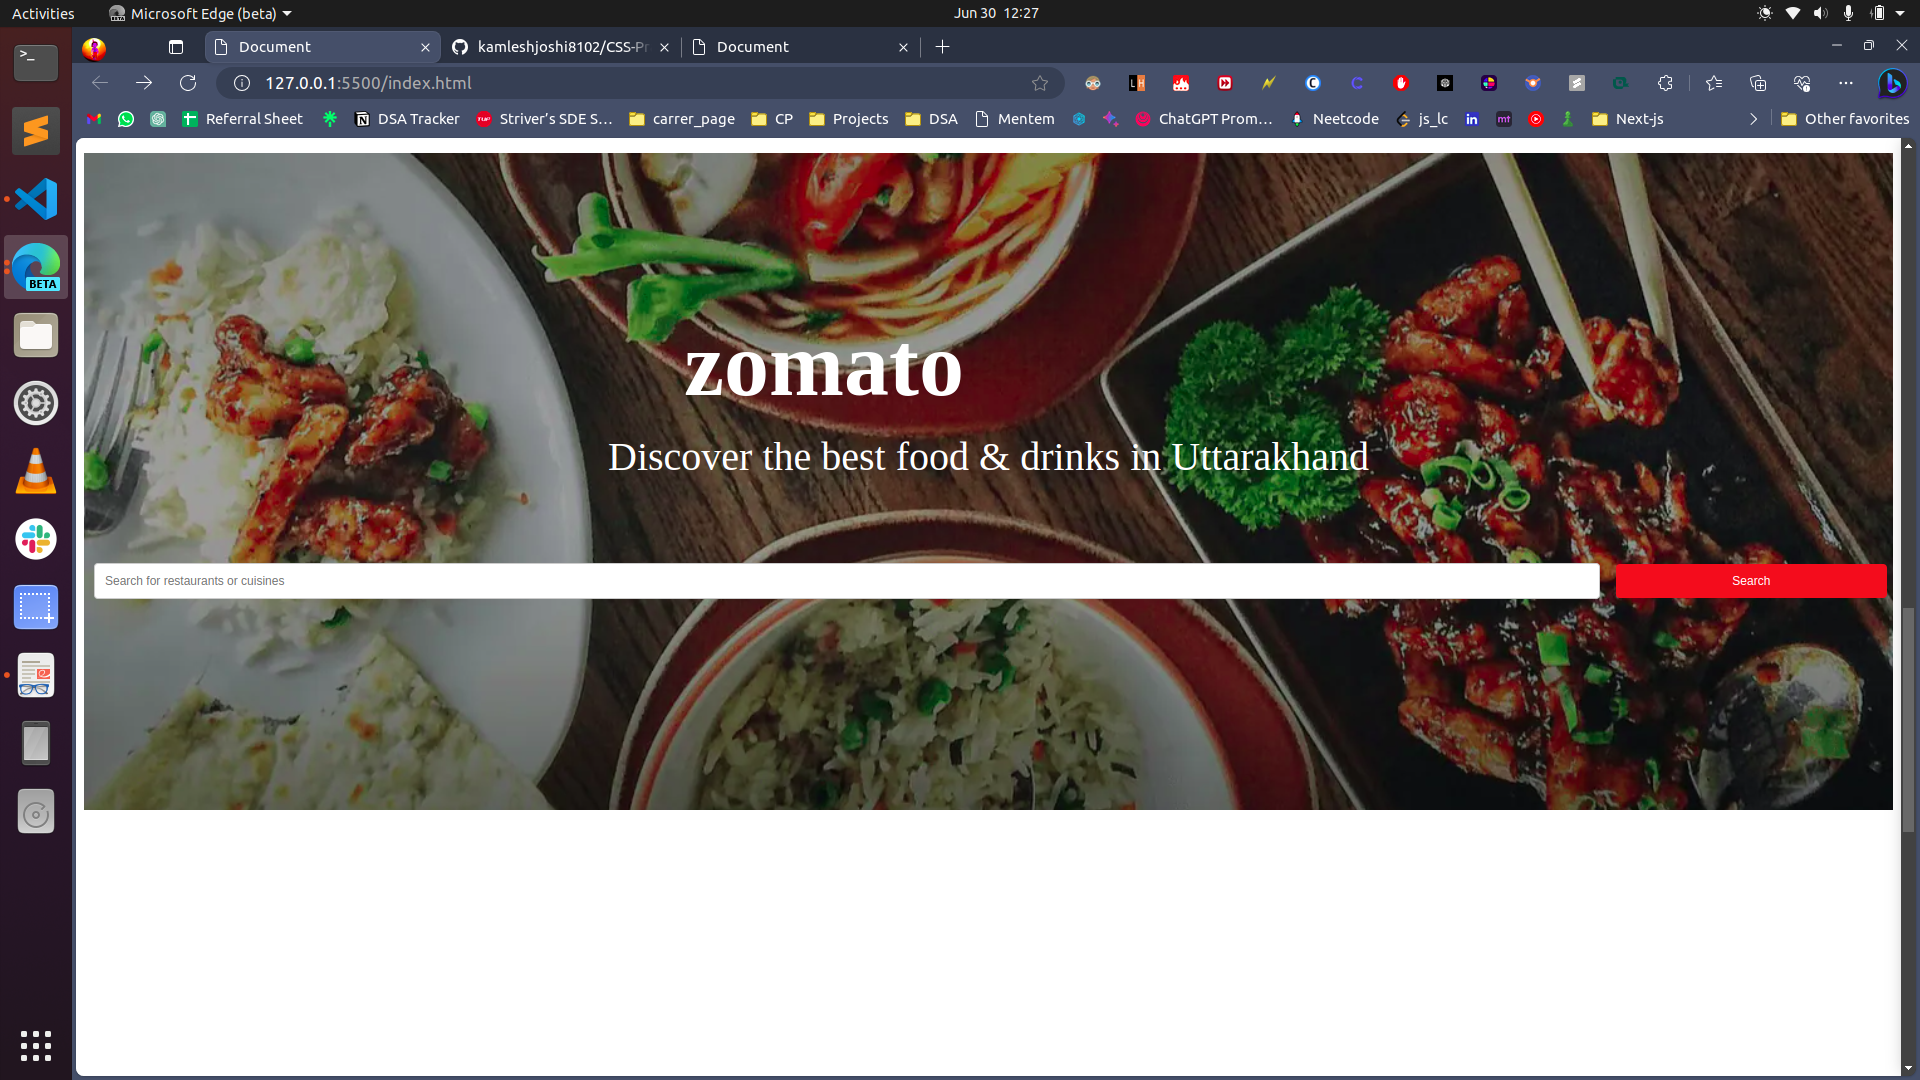 Activities
Microsoft Edge (beta)
Jun 30 12:27
Document
kamleshjoshi8102/CSS-Pr
Document
127.0.0.1:5500/index.html
Referral Sheet
DSA Tracker
Striver’s SDE S…
carrer_page
CP
Projects
DSA
Mentem
ChatGPT Prom…
Neetcode
js_lc
Next-js
Other favorites
>_
BETA
zomato
Discover the best food & drinks in Uttarakhand
Search for restaurants or cuisines
Search